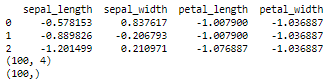 sepal_length sepal_width petal_length petal_width
0 -0.578153 0.837617 -1.007900 -1.036887
1 -0.889826 -0.206793 -1.007900 -1.036887
2 -1.201499 0.210971 -1.076887 -1.036887
(100, 4)
(100,)